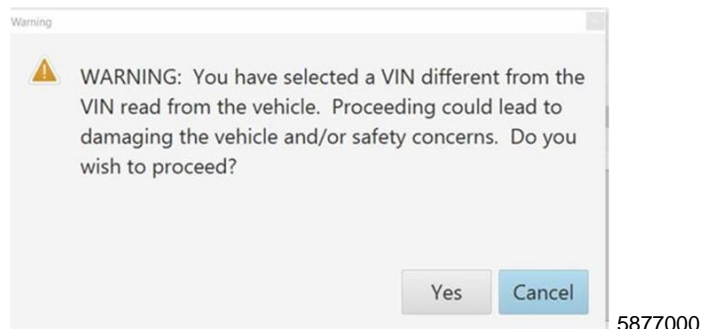 Warning
WARNING:  You have selected a VIN different from the
VIN read from the vehicle.  Proceeding could lead to
damaging the vehicle and/or safety concerns.  Do you
wish to proceed?
Yes Cancel
5877000